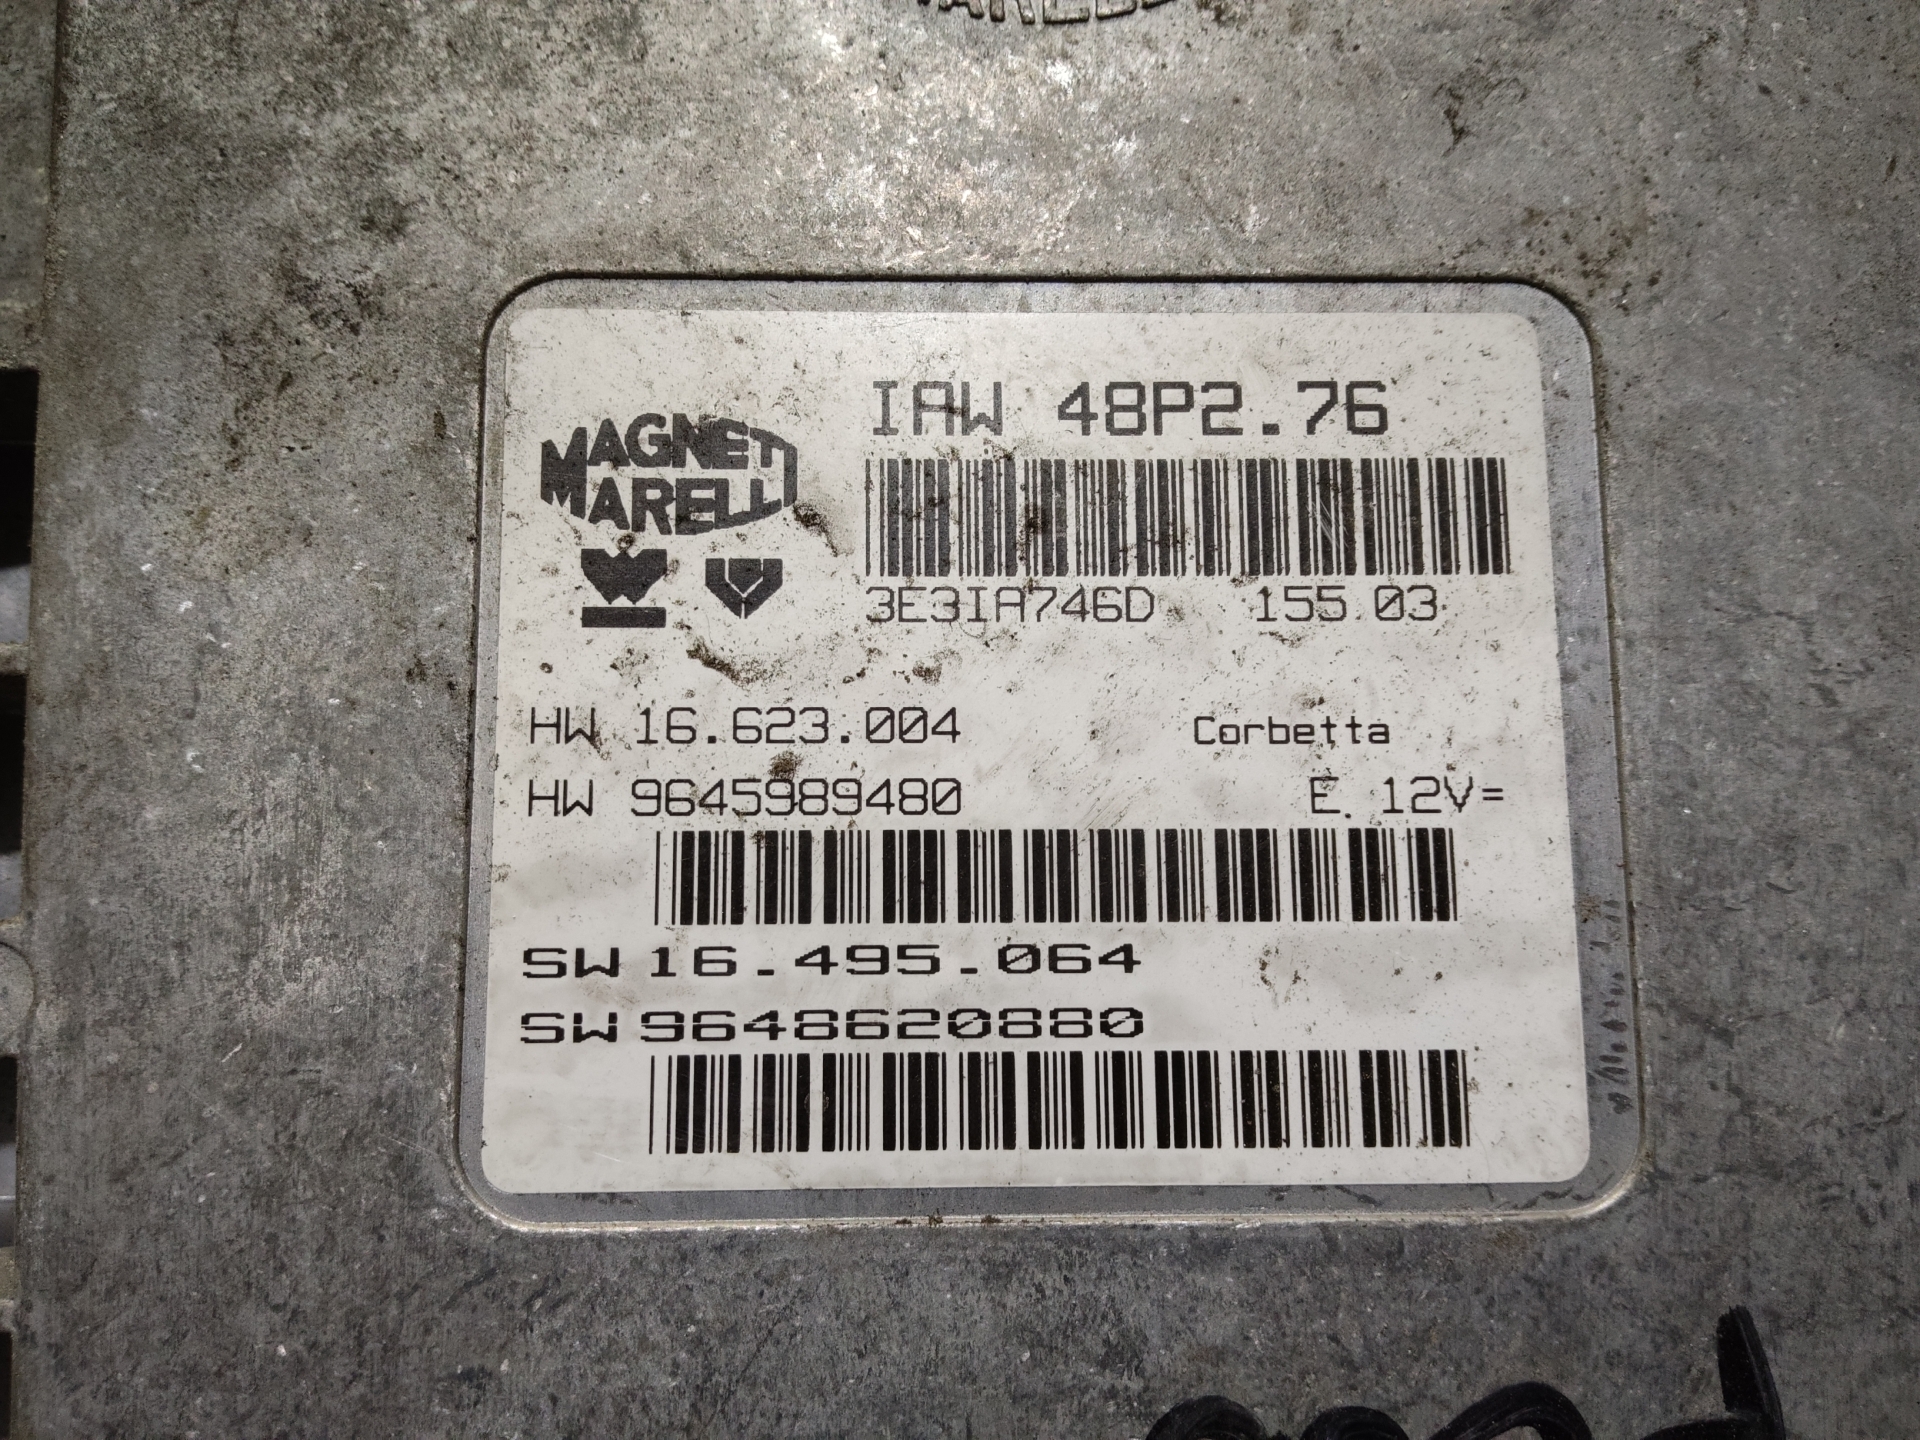 MARELLI
IAW 48P2.76
MAGNETI
MARELLI
3E3IA746D 155 03
HW 16.623.004 Corbetta
HW 9645989480 E. 12V=
SW 16.495.064
SW 9648620880